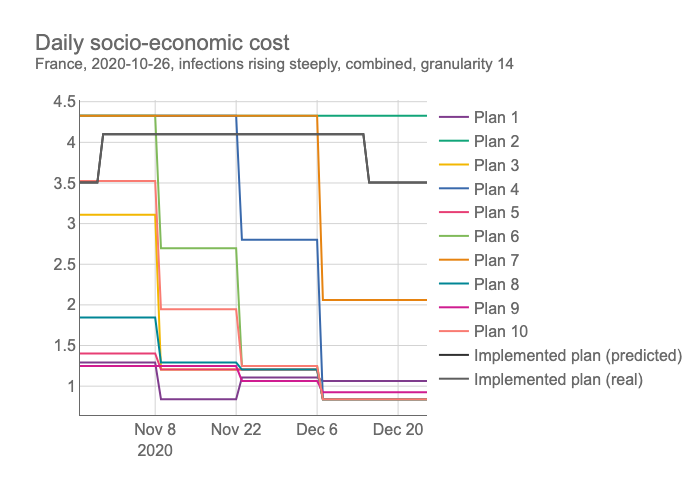 Daily socio-economic cost
France, 2020-10-26, infections rising steeply, combined, granularity 14
4.5
4
3.5
3
2.5
2
1.5
1
Nov 8
2020
Nov 22
Dec 6
Dec 20
Plan 1
Plan 2
Plan 3
Plan 4
Plan 5
Plan 6
Plan 7
Plan 8
Plan 9
Plan 10
Implemented plan (predicted)
Implemented plan (real)